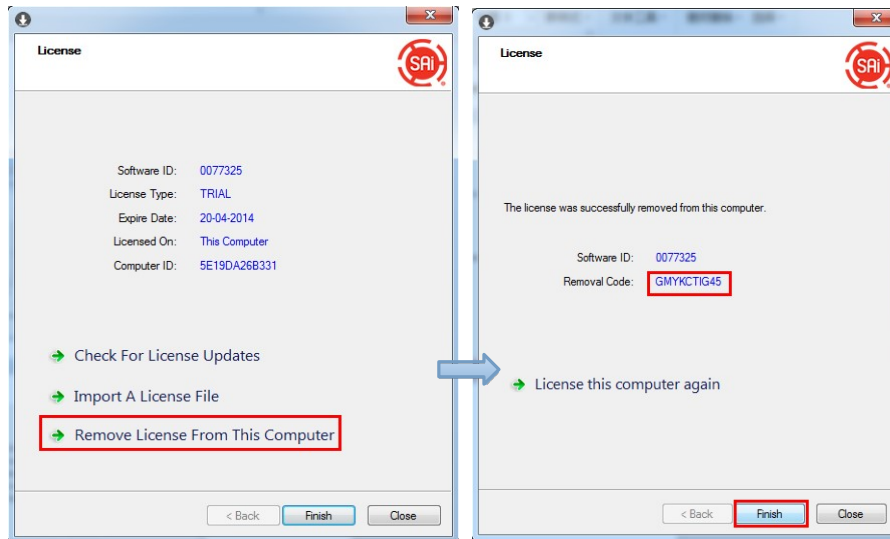 License
SAi
Software ID: 0077325
License Type: TRIAL
Expire Date: 20-04-2014
Licensed On: This Computer
Computer ID: 5E19DA26B331
Check For License Updates
Import A License File
Remove License From This Computer
< Back Finish Close
License
SAi
The license was successfully removed from this computer.
Software ID: 0077325
Removal Code: GMYKCTIG45
License this computer again
< Back Finish Close